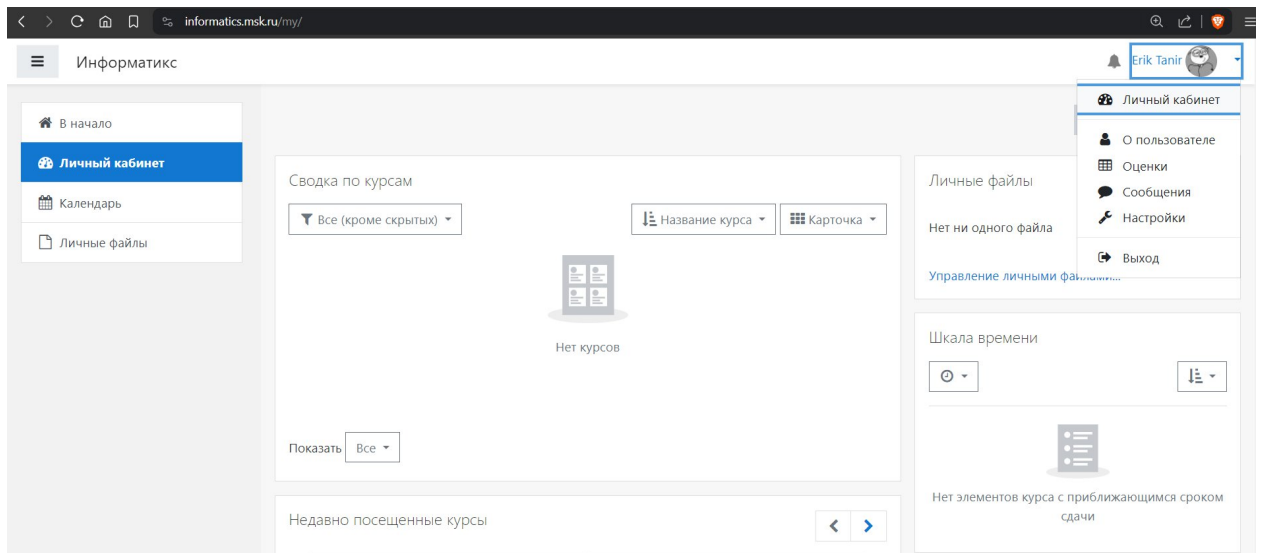 informatics.msk.ru/my/
Информатикс
Erik Tanir
Личный кабинет
О пользователе
Оценки
Сообщения
Настройки
Выход
В начало
Личный кабинет
Календарь
Личные файлы
Сводка по курсам
Все (кроме скрытых)
Название курса
Карточка
Нет курсов
Показать Все
Недавно посещенные курсы
Личные файлы
Нет ни одного файла
Управление личными файлами...
Шкала времени
Нет элементов курса с приближающимся сроком
сдачи